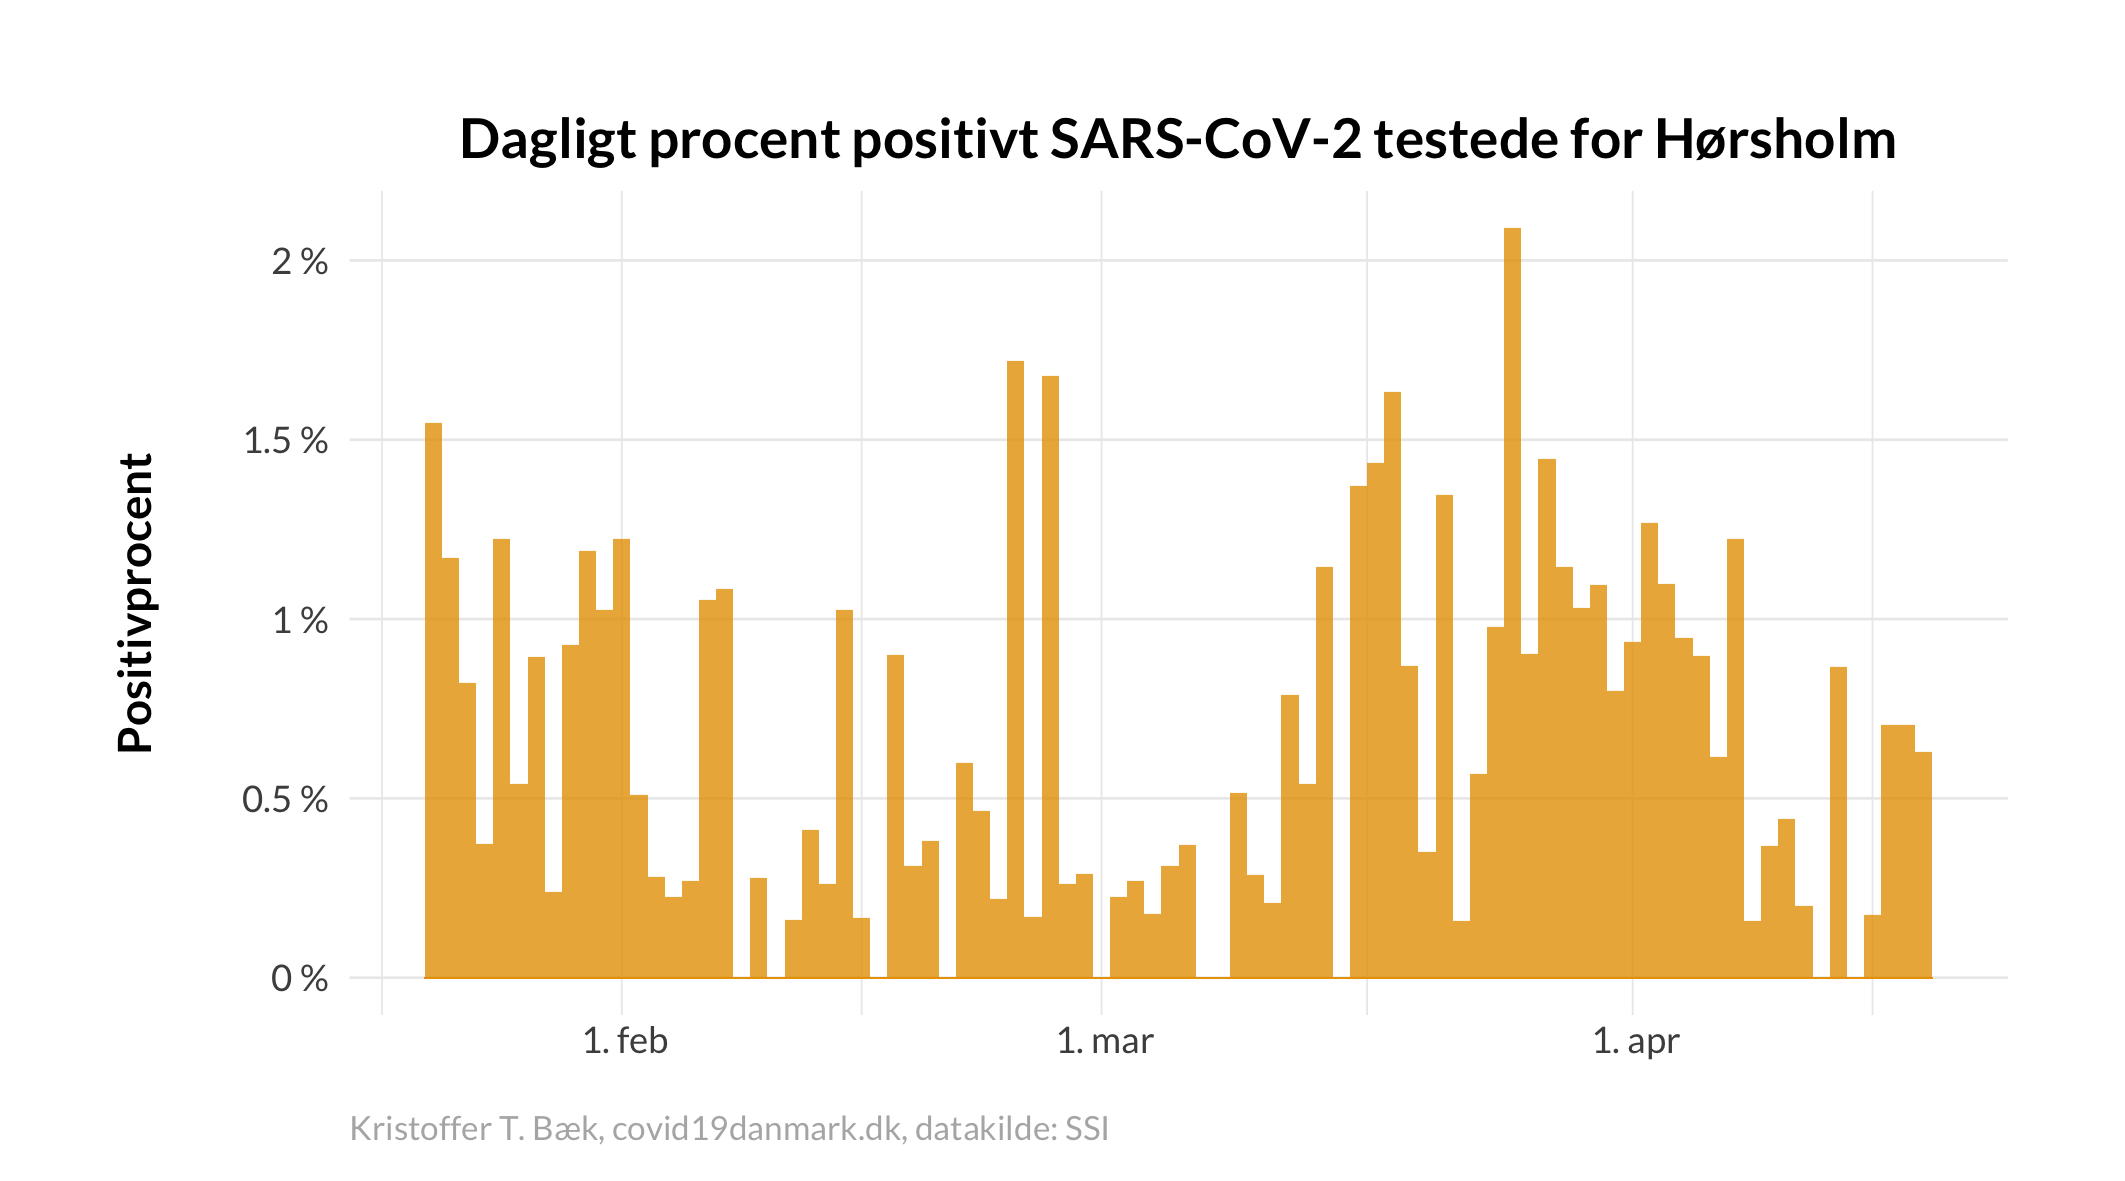 Dagligt procent positivt SARS-CoV-2 testede for Hørsholm
Positivprocent
2 %
1.5 %
1 %
0.5 %
0 %
1. feb
1. mar
1. apr
Kristoffer T. Bæk, covid19danmark.dk, datakilde: SSI